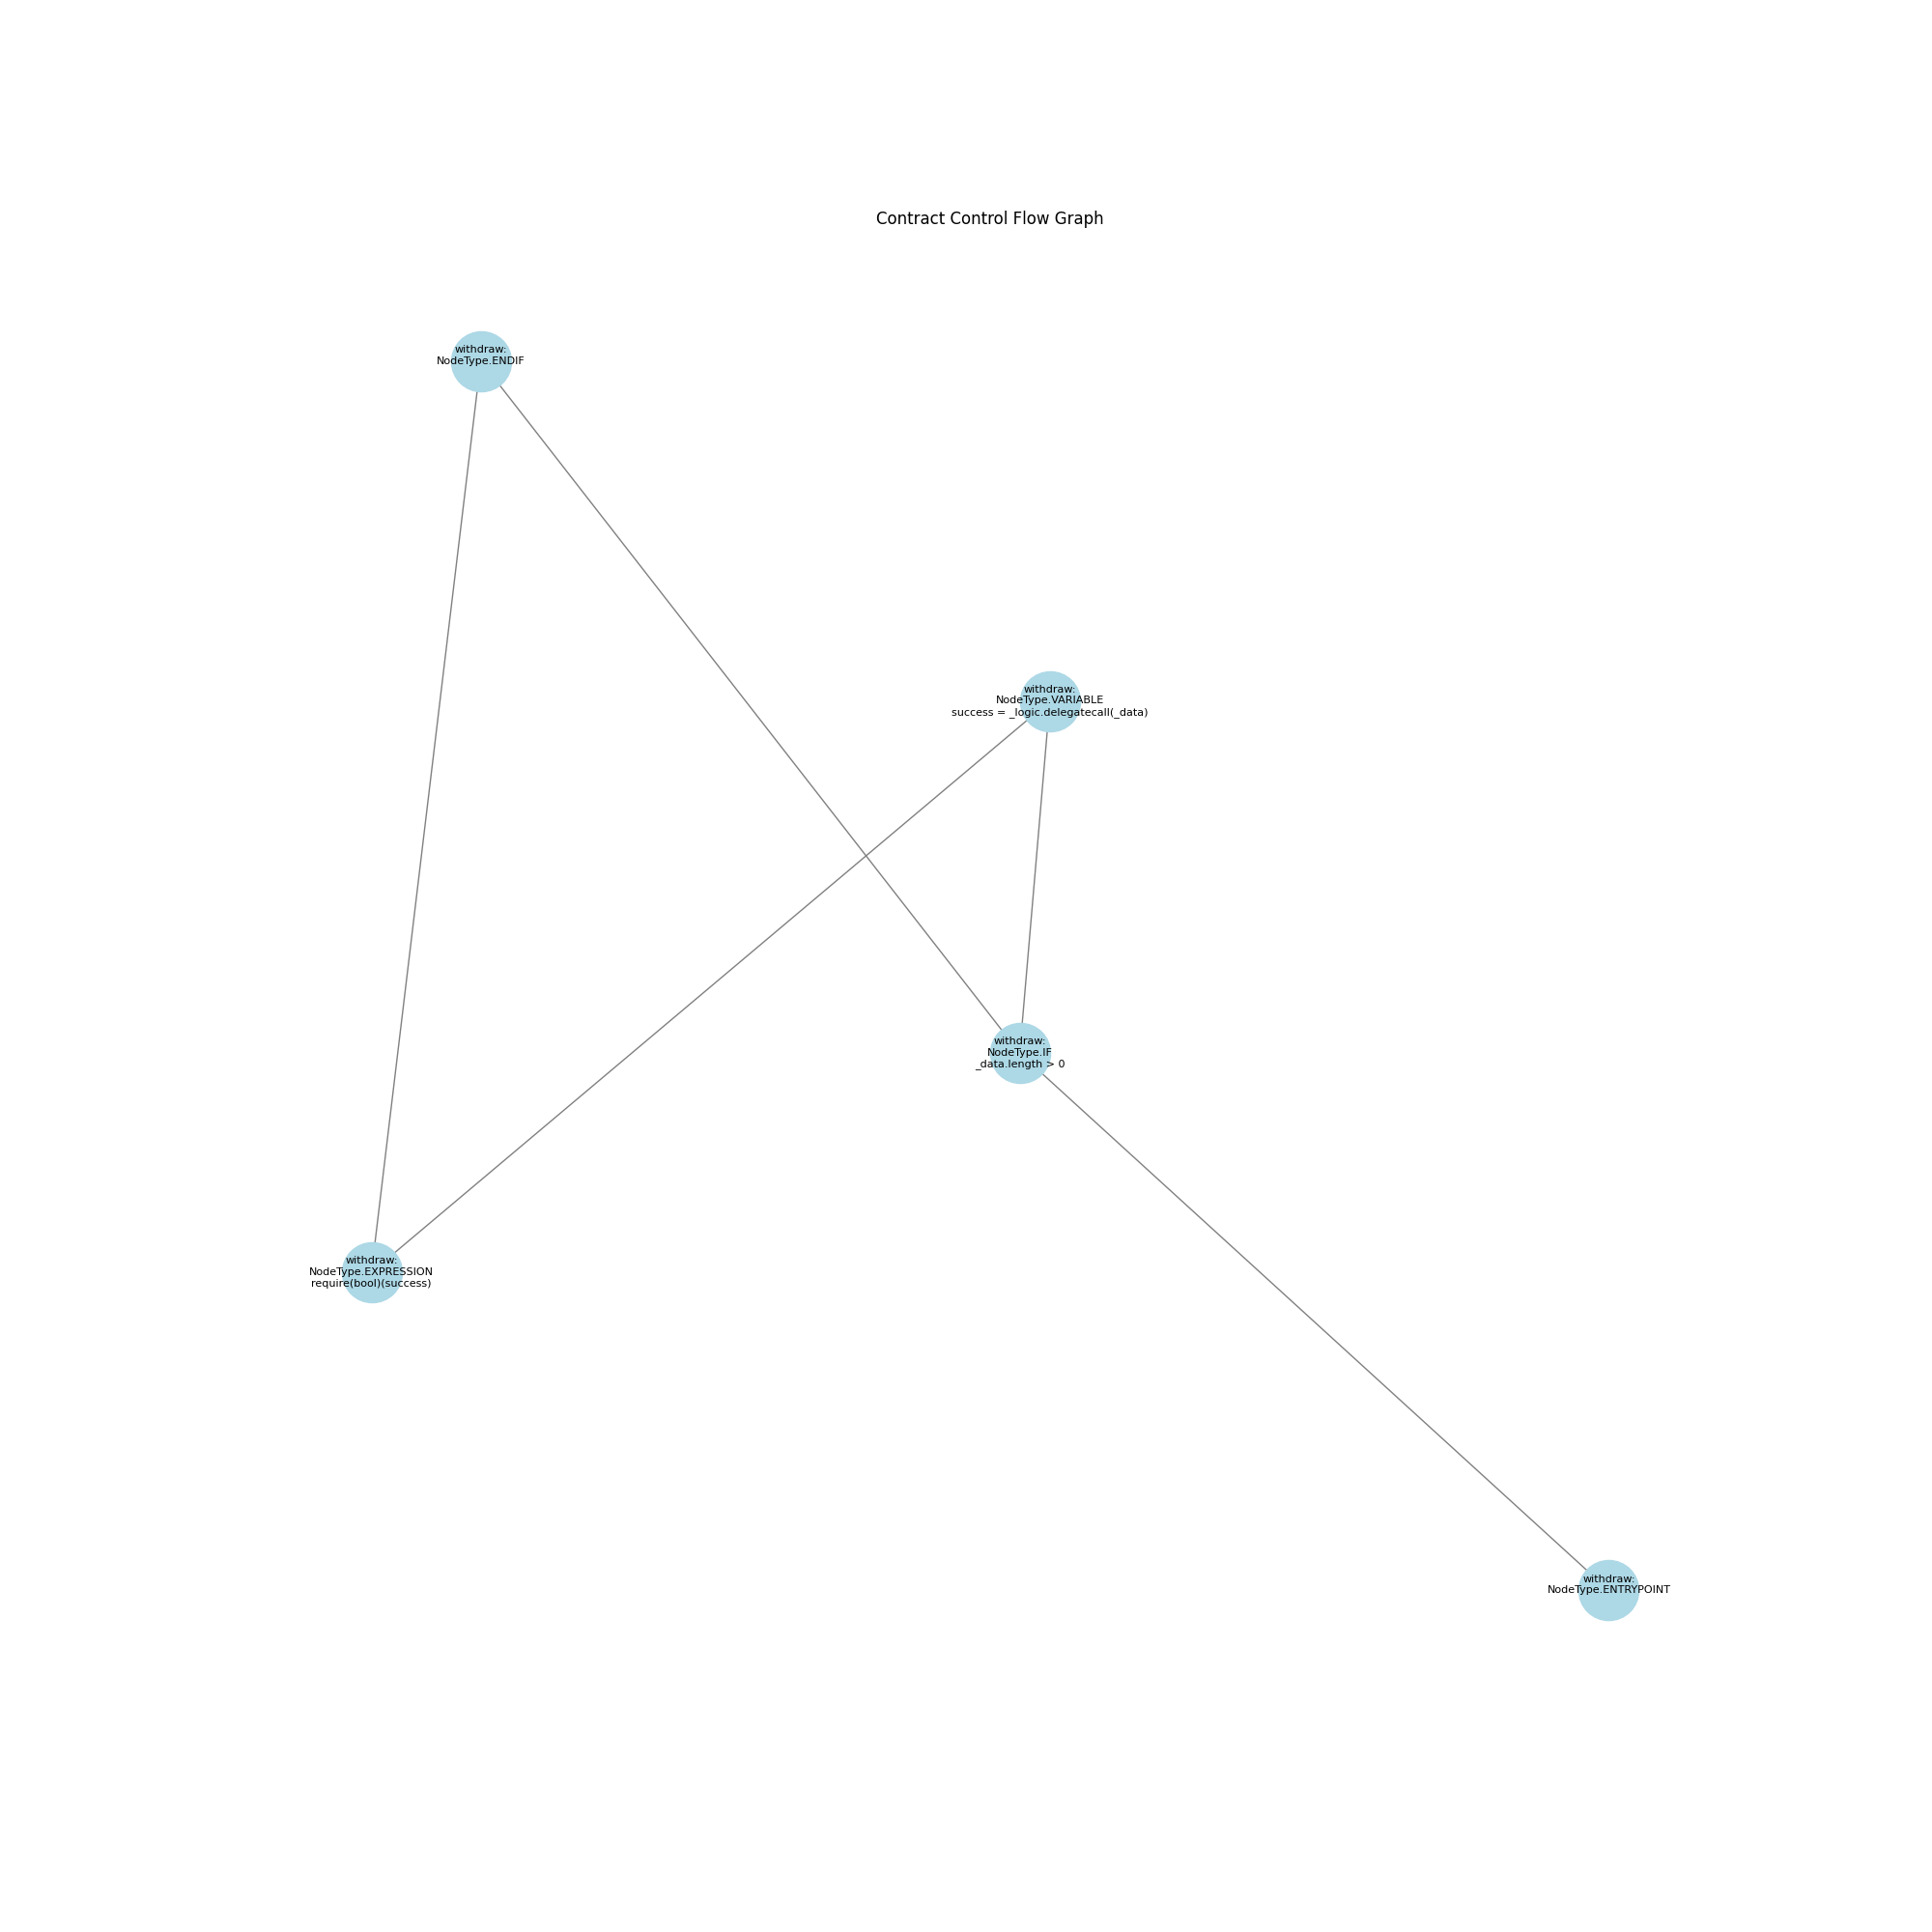 Contract Control Flow Graph
withdraw:
NodeType.ENDIF
withdraw:
NodeType.VARIABLE
success = _logic.delegatecall(_data)
withdraw:
NodeType.IF
_data.length > 0
withdraw:
NodeType.EXPRESSION
require(bool)(success)
withdraw:
NodeType.ENTRYPOINT